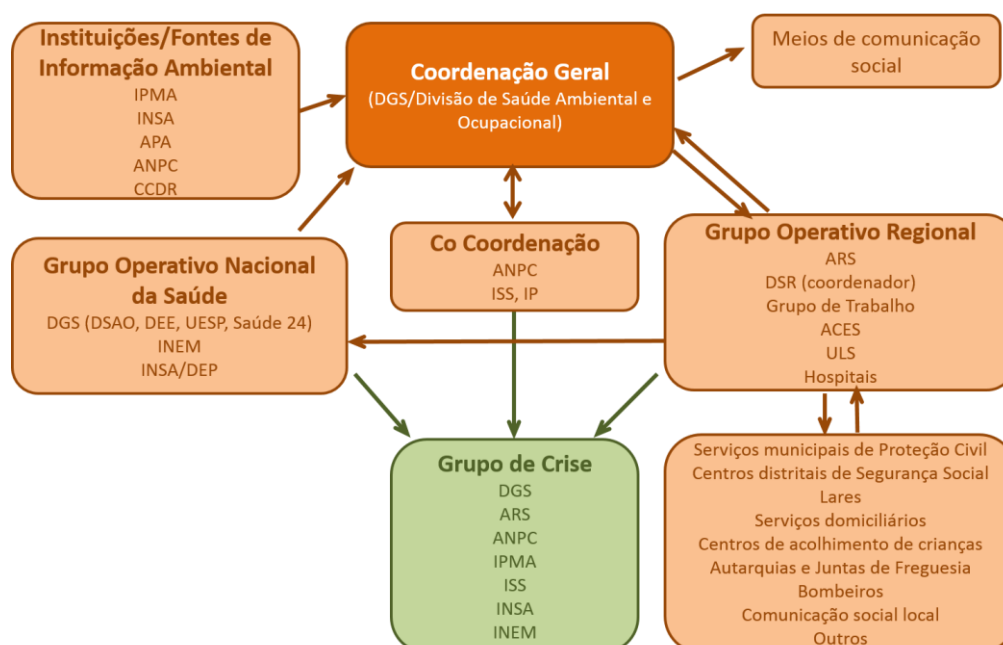 Instituições/Fontes de
Informação Ambiental
IPMA
INSA
APA
ANPC
CCDR
Coordenação Geral
(DGS/Divisão de Saúde Ambiental e
Ocupacional)
Meios de comunicação
social
Grupo Operativo Nacional
da Saúde
DGS (DSAO, DEE, UESP, Saúde 24)
INEM
INSA/DEP
Co Coordenação
ANPC
ISS, IP
Grupo Operativo Regional
ARS
DSR (coordenador)
Grupo de Trabalho
ACES
ULS
Hospitais
Grupo de Crise
DGS
ARS
ANPC
IPMA
ISS
INSA
INEM
Serviços municipais de Proteção Civil
Centros distritais de Segurança Social
Lares
Serviços domiciliários
Centros de acolhimento de crianças
Autarquias e Juntas de Freguesia
Bombeiros
Comunicação social local
Outros